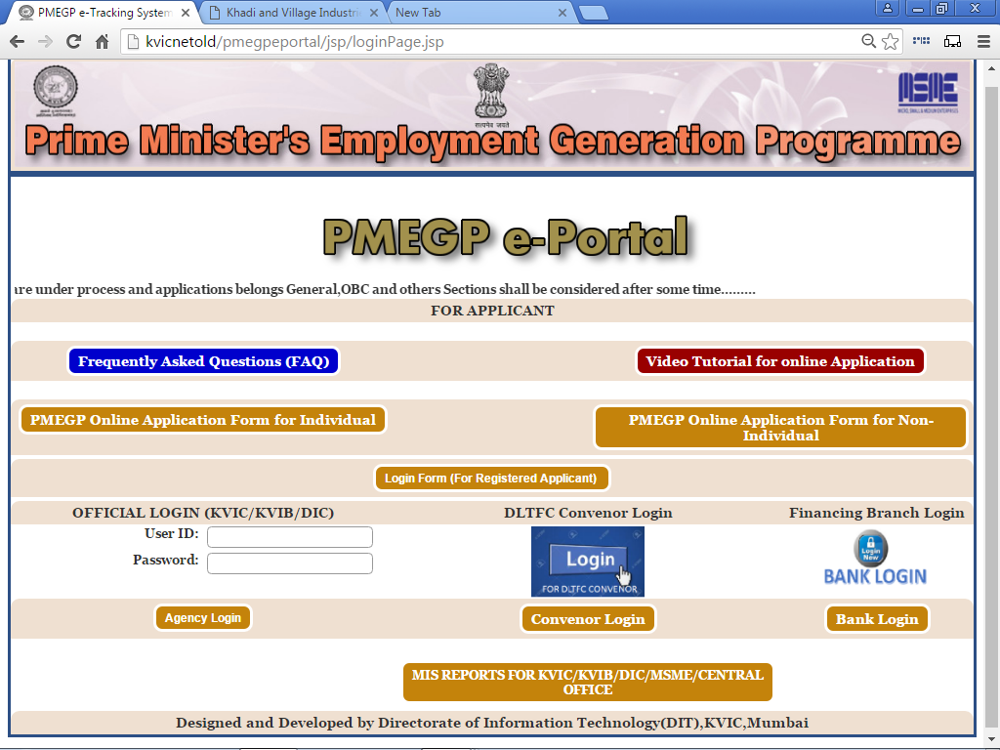 PMEGP e-Tracking System
Khadi and Village Industri
New Tab
kvicnetold/pmegpeportal/jsp/loginPage.jsp
सत्यमेव जयते
MSME
MICRO, SMALL & MEDIUM ENTERPRISES
Prime Minister's Employment Generation Programme
PMEGP e-Portal
are under process and applications belongs General,OBC and others Sections shall be considered after some time.........
FOR APPLICANT
Frequently Asked Questions (FAQ)
Video Tutorial for online Application
PMEGP Online Application Form for Individual
PMEGP Online Application Form for Non-
Individual
Login Form (For Registered Applicant)
OFFICIAL LOGIN (KVIC/KVIB/DIC)
DLTFC Convenor Login
Financing Branch Login
User ID:
Password:
Login
FOR DLTFC CONVENOR
Login
New
BANK LOGIN
Agency Login
Convenor Login
Bank Login
MIS REPORTS FOR KVIC/KVIB/DIC/MSME/CENTRAL
OFFICE
Designed and Developed by Directorate of Information Technology(DIT),KVIC,Mumbai